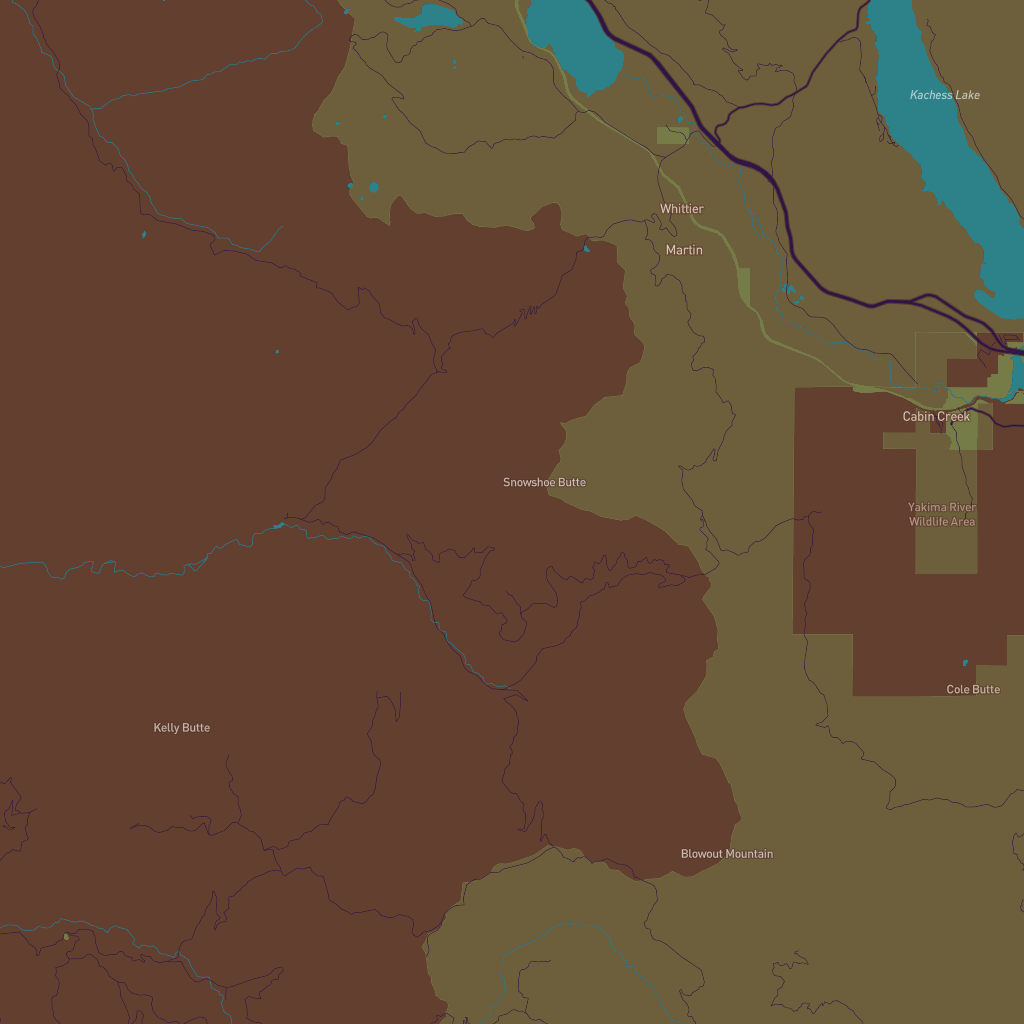 Kachess Lake
Whittier
Martin
Cabin Creek
Snowshoe Butte
Yakima River
Wildlife Area
Cole Butte
Kelly Butte
Blowout Mountain